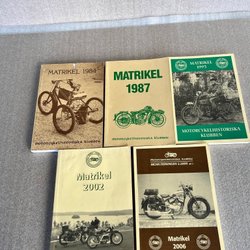 MATRIKEL 1984
motorcykelhistoriska klubben
MATRIKEL
1987
motorcykelhistoriska klubben
MATRIKEL
1995
MOTORCYKELHISTORISKA
KLUBBEN
Matrikel
2002
MOTORCYKELHISTORISKA KLUBBEN
Matrikel
2006